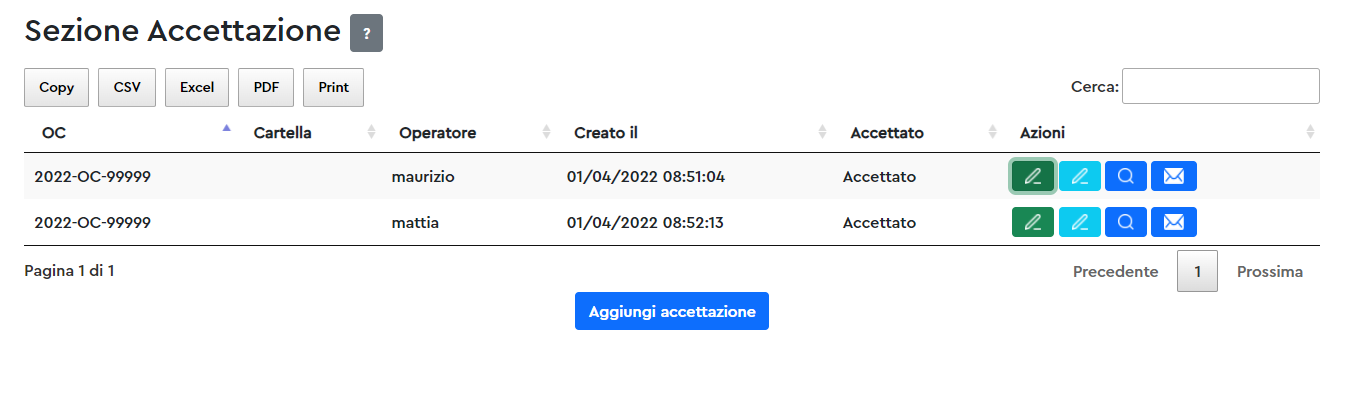 Sezione Accettazione ?
Copy CSV Excel PDF Print Cerca:
OC Cartella Operatore Creato il Accettato Azioni
2022-OC-99999 maurizio 01/04/2022 08:51:04 Accettato
2022-OC-99999 mattia 01/04/2022 08:52:13 Accettato
Pagina 1 di 1 Precedente 1 Prossima
Aggiungi accettazione